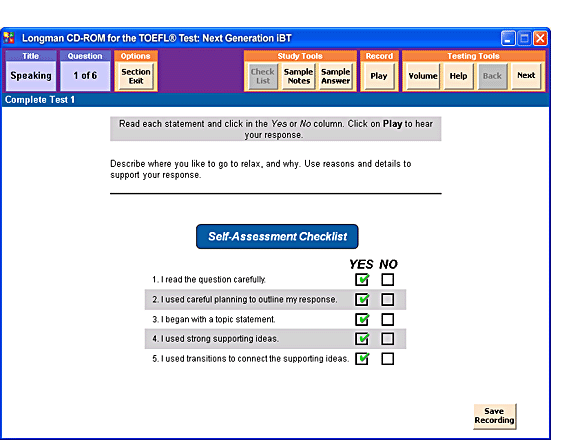 Longman CD-ROM for the TOEFL® Test: Next Generation iBT
Title Question Options Study Tools Record Testing Tools
Speaking 1 of 6 Section Exit Check List Sample Notes Sample Answer Play Volume Help Back Next
Complete Test 1
Read each statement and click in the Yes or No column. Click on Play to hear
your response.
Describe where you like to go to relax, and why. Use reasons and details to
support your response.
Self-Assessment Checklist
YES NO
1. I read the question carefully.
2. I used careful planning to outline my response.
3. I began with a topic statement.
4. I used strong supporting ideas.
5. I used transitions to connect the supporting ideas.
Save
Recording